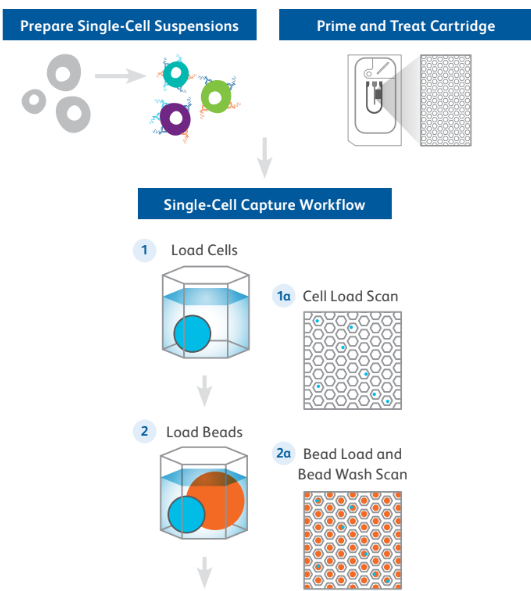 Prepare Single-Cell Suspensions
Prime and Treat Cartridge
Single-Cell Capture Workflow
1 Load Cells
1a Cell Load Scan
2 Load Beads
2a Bead Load and
Bead Wash Scan